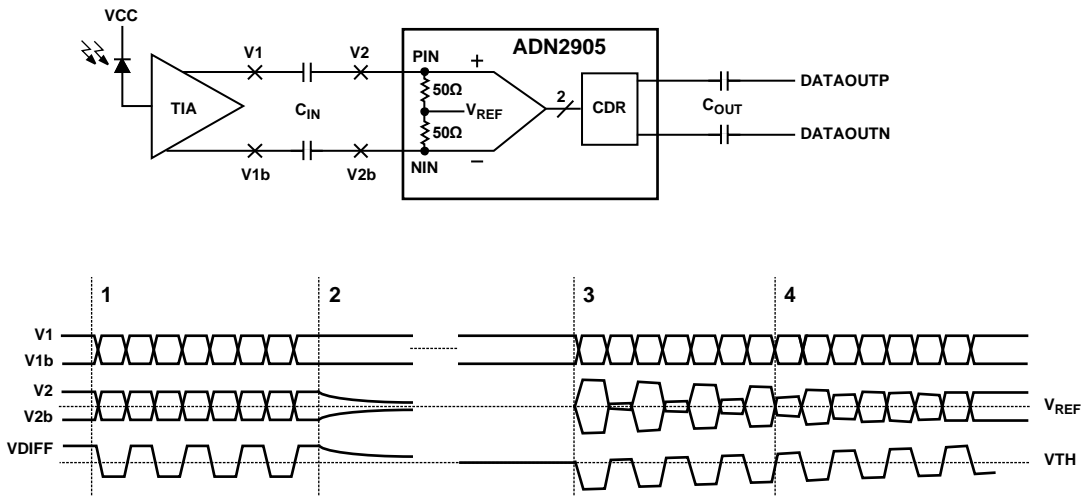 VCC
V1
V2
ADN2905
PIN
+
50Ω
2
DATAOUTP
TIA
C_IN
V_REF
CDR
C_OUT
50Ω
DATAOUTN
−
V1b
V2b
NIN
1
2
3
4
V1
V1b
V2
V2b
V_REF
VDIFF
VTH